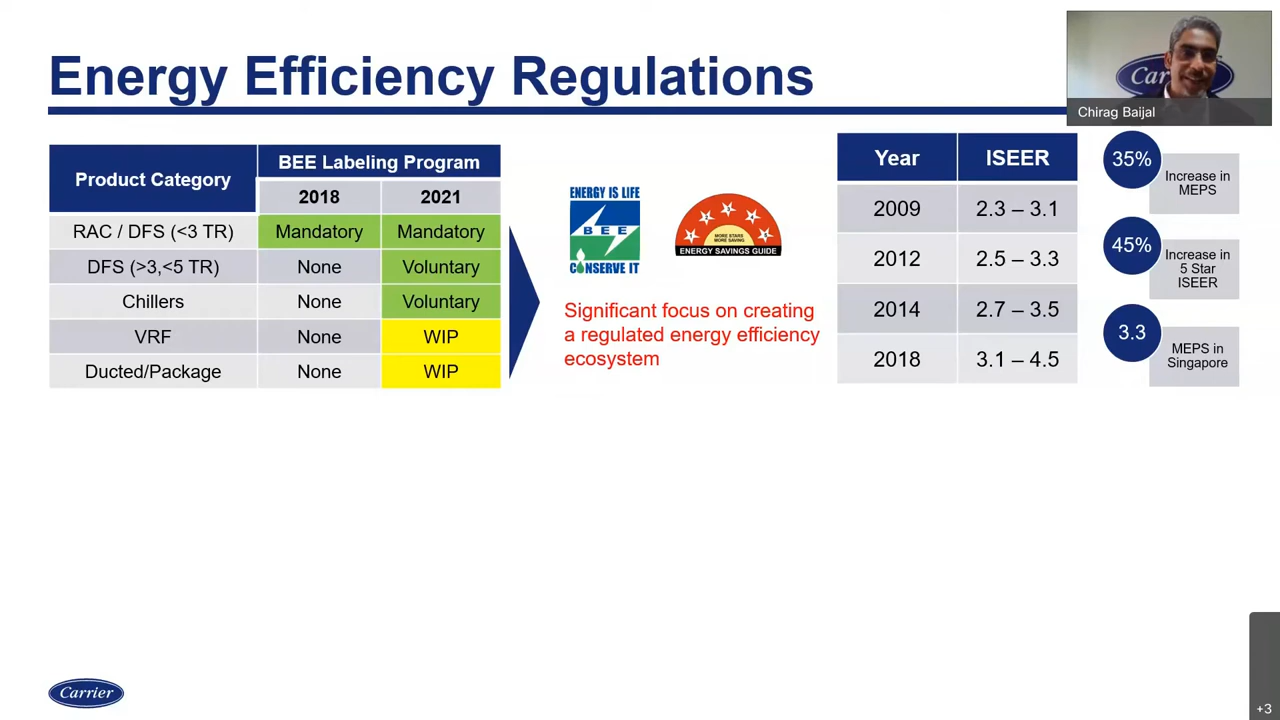 Energy Efficiency Regulations
Carrier
Chirag Baijal
Product Category
BEE Labeling Program
2018
2021
RAC / DFS (<3 TR)
Mandatory
Mandatory
DFS (>3,<5 TR)
None
Voluntary
Chillers
None
Voluntary
VRF
None
WIP
Ducted/Package
None
WIP
ENERGY IS LIFE
BEE
CONSERVE IT
MORE STARS
MORE SAVING
ENERGY SAVINGS GUIDE
Significant focus on creating
a regulated energy efficiency
ecosystem
Year
ISEER
2009
2.3 – 3.1
2012
2.5 – 3.3
2014
2.7 – 3.5
2018
3.1 – 4.5
35%
Increase in
MEPS
45%
Increase in
5 Star
ISEER
3.3
MEPS in
Singapore
Carrier
+3